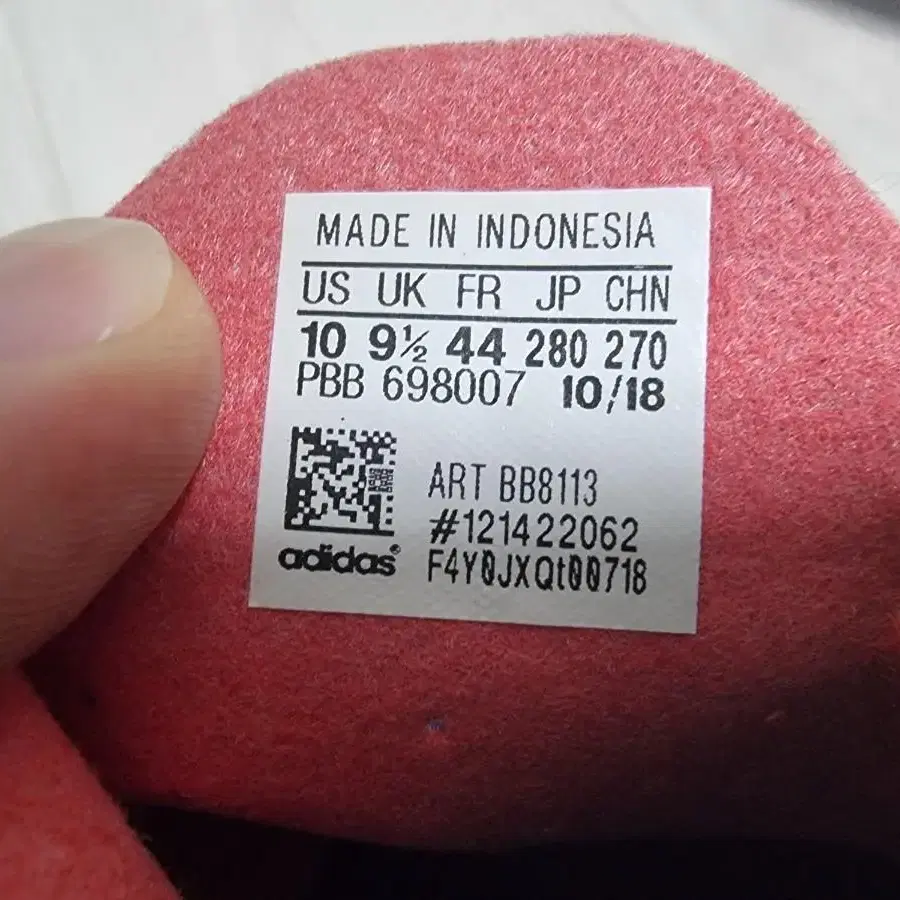 MADE IN INDONESIA
US UK FR JP CHN
10 9½ 44 280 270
PBB 698007 10/18
ART BB8113
#121422062
adidas®
F4Y0JXQt00718